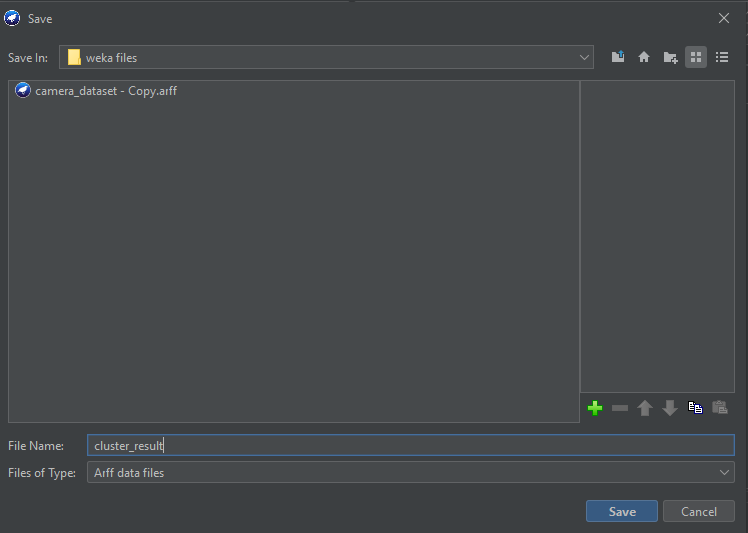 Save
Save In: weka files
camera_dataset - Copy.arff
File Name: cluster_result
Files of Type: Arff data files
Save Cancel